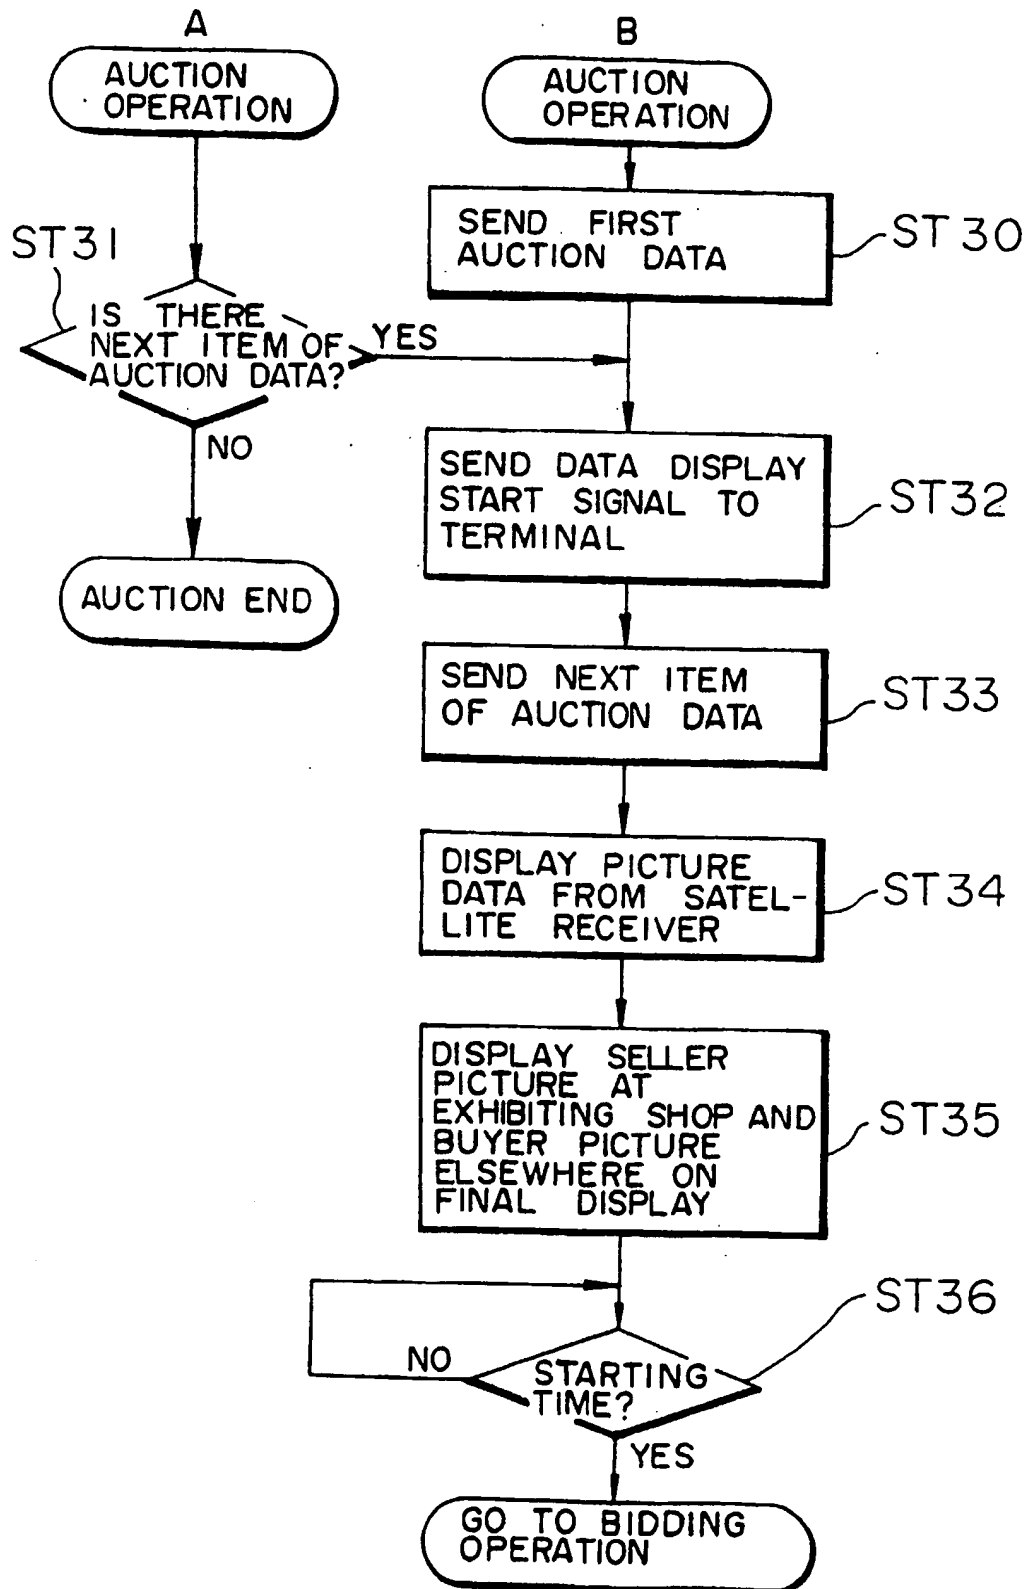 A
AUCTION
OPERATION
ST31
IS THERE
NEXT ITEM OF
AUCTION DATA?
YES
NO
AUCTION END
B
AUCTION
OPERATION
SEND FIRST
AUCTION DATA
ST30
SEND DATA DISPLAY
START SIGNAL TO
TERMINAL
ST32
SEND NEXT ITEM
OF AUCTION DATA
ST33
DISPLAY PICTURE
DATA FROM SATEL-
LITE RECEIVER
ST34
DISPLAY SELLER
PICTURE AT
EXHIBITING SHOP AND
BUYER PICTURE
ELSEWHERE ON
FINAL DISPLAY
ST35
ST36
NO
STARTING
TIME?
YES
GO TO BIDDING
OPERATION